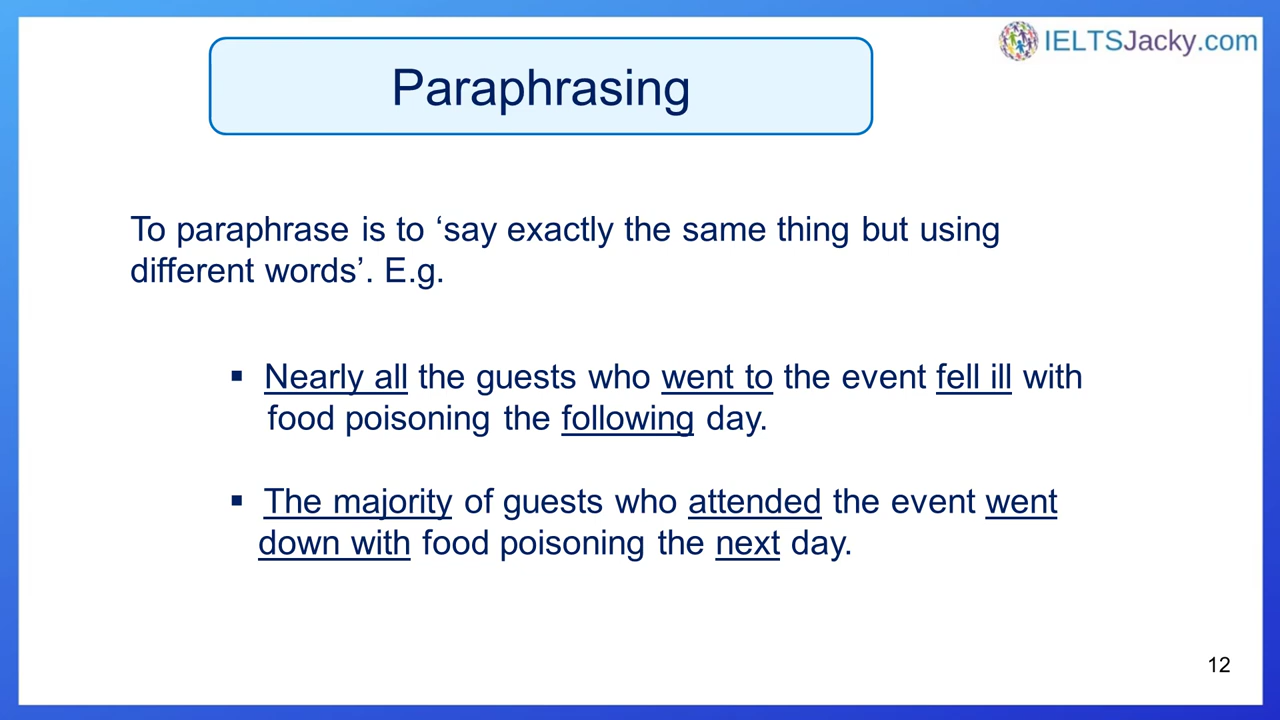 IELTSJacky.com
Paraphrasing
To paraphrase is to ‘say exactly the same thing but using
different words’. E.g.
▪ Nearly all the guests who went to the event fell ill with
food poisoning the following day.
▪ The majority of guests who attended the event went
down with food poisoning the next day.
12